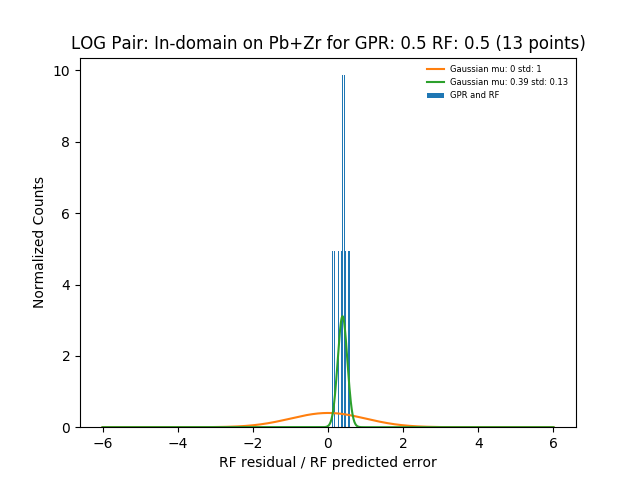 LOG Pair: In-domain on Pb+Zr for GPR: 0.5 RF: 0.5 (13 points)
Gaussian mu: 0 std: 1
Gaussian mu: 0.39 std: 0.13
GPR and RF
Normalized Counts
10
8
6
4
2
0
−6
−4
−2
0
2
4
6
RF residual / RF predicted error